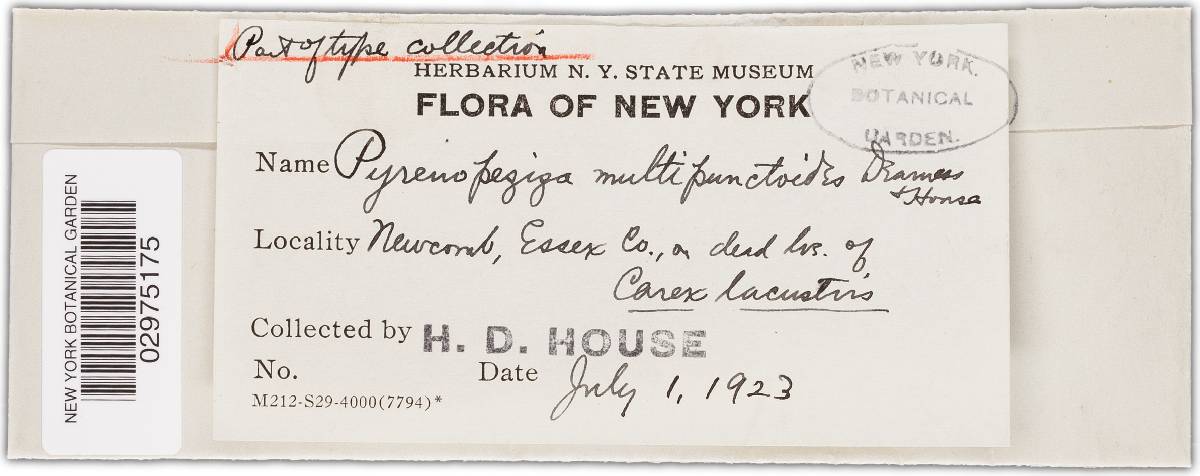 Part of type collection
HERBARIUM N. Y. STATE MUSEUM
FLORA OF NEW YORK
NEW YORK
BOTANICAL
GARDEN.
Name Pyrenopeziza multipunctoides Dearness
& House
Locality Newcomb, Essex Co., on dead lvs. of
Carex lacustris
Collected by H. D. HOUSE
No. Date July 1, 1923
M212-S29-4000(7794)*
NEW YORK BOTANICAL GARDEN
02975175